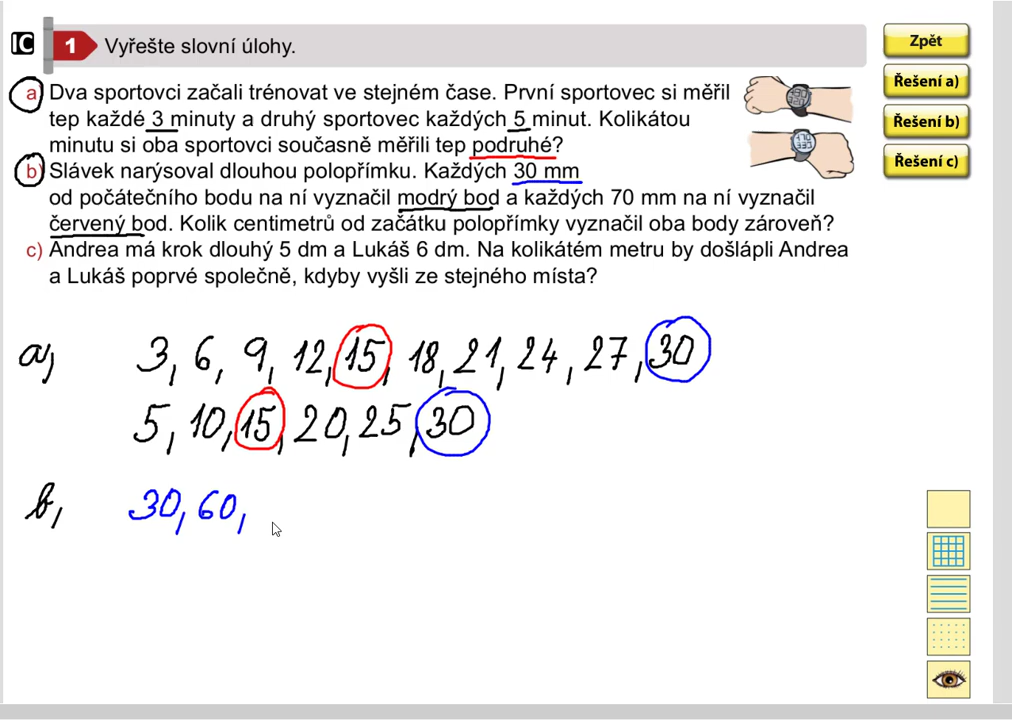 IC 1 Vyřešte slovní úlohy.
Zpět
Řešení a)
Řešení b)
Řešení c)
a) Dva sportovci začali trénovat ve stejném čase. První sportovec si měřil
tep každé 3 minuty a druhý sportovec každých 5 minut. Kolikátou
minutu si oba sportovci současně měřili tep podruhé?
b) Slávek narýsoval dlouhou polopřímku. Každých 30 mm
od počátečního bodu na ní vyznačil modrý bod a každých 70 mm na ní vyznačil
červený bod. Kolik centimetrů od začátku polopřímky vyznačil oba body zároveň?
c) Andrea má krok dlouhý 5 dm a Lukáš 6 dm. Na kolikátém metru by došlápli Andrea
a Lukáš poprvé společně, kdyby vyšli ze stejného místa?
a, 3, 6, 9, 12, 15, 18, 21, 24, 27, 30
5, 10, 15, 20, 25, 30
b, 30, 60,